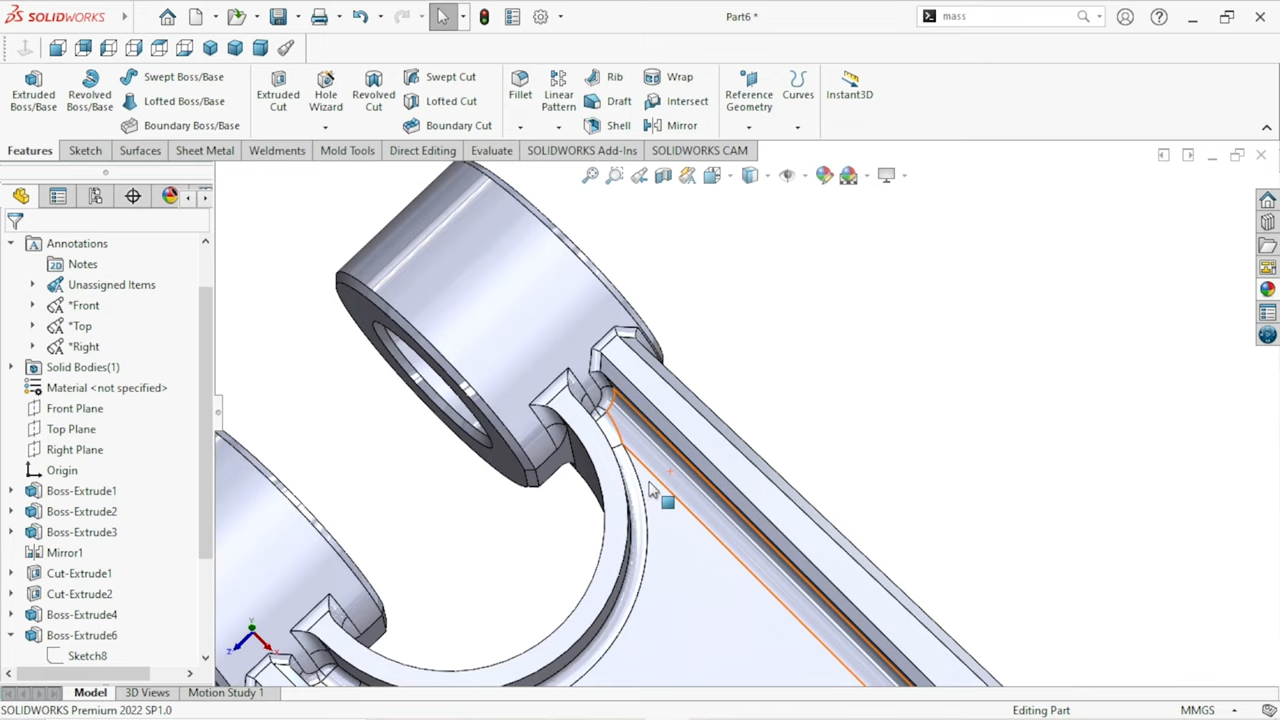 SOLIDWORKS
Part6 *
mass
Extruded Boss/Base
Revolved Boss/Base
Swept Boss/Base
Lofted Boss/Base
Boundary Boss/Base
Extruded Cut
Hole Wizard
Revolved Cut
Swept Cut
Lofted Cut
Boundary Cut
Fillet
Linear Pattern
Rib
Draft
Shell
Wrap
Intersect
Mirror
Reference Geometry
Curves
Instant3D
Features
Sketch
Surfaces
Sheet Metal
Weldments
Mold Tools
Direct Editing
Evaluate
SOLIDWORKS Add-Ins
SOLIDWORKS CAM
Annotations
Notes
Unassigned Items
*Front
*Top
*Right
Solid Bodies(1)
Material <not specified>
Front Plane
Top Plane
Right Plane
Origin
Boss-Extrude1
Boss-Extrude2
Boss-Extrude3
Mirror1
Cut-Extrude1
Cut-Extrude2
Boss-Extrude4
Boss-Extrude6
Sketch8
Model
3D Views
Motion Study 1
SOLIDWORKS Premium 2022 SP1.0
Editing Part
MMGS